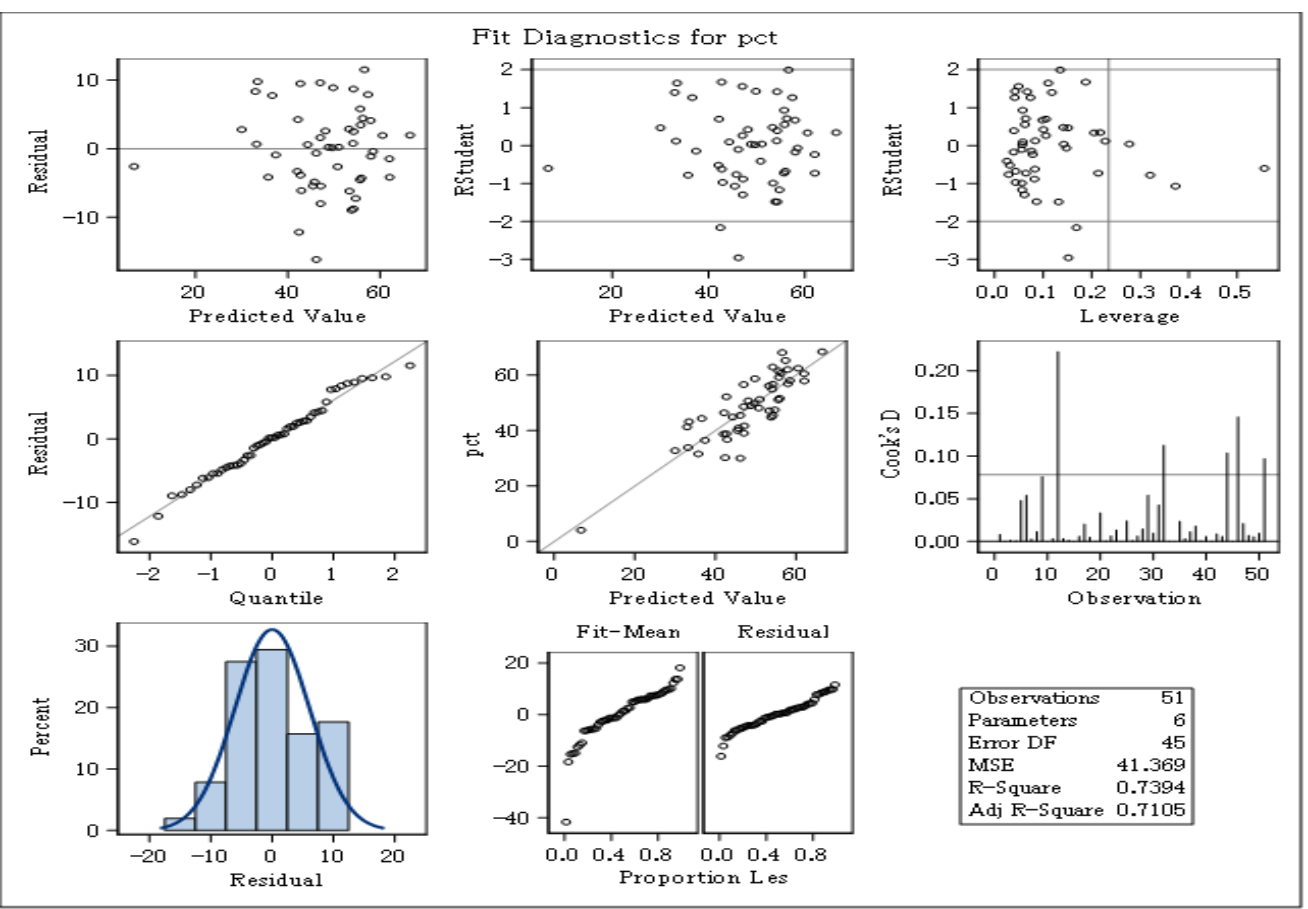 Fit Diagnostics for pct
Residual
10
0
−10
20 40 60
Predicted Value
RStudent
2
1
0
−1
−2
−3
20 40 60
Predicted Value
RStudent
2
1
0
−1
−2
−3
0.0 0.1 0.2 0.3 0.4 0.5
Leverage
Residual
10
0
−10
−2 −1 0 1 2
Quantile
pct
60
40
20
0
0 20 40 60
Predicted Value
Cook's D
0.20
0.15
0.10
0.05
0.00
0 10 20 30 40 50
Observation
Percent
30
20
10
0
−20 −10 0 10 20
Residual
Fit−Mean Residual
20
0
−20
−40
0.0 0.4 0.8 0.0 0.4 0.8
Proportion Les
Observations 51
Parameters 6
Error DF 45
MSE 41.369
R−Square 0.7394
Adj R−Square 0.7105